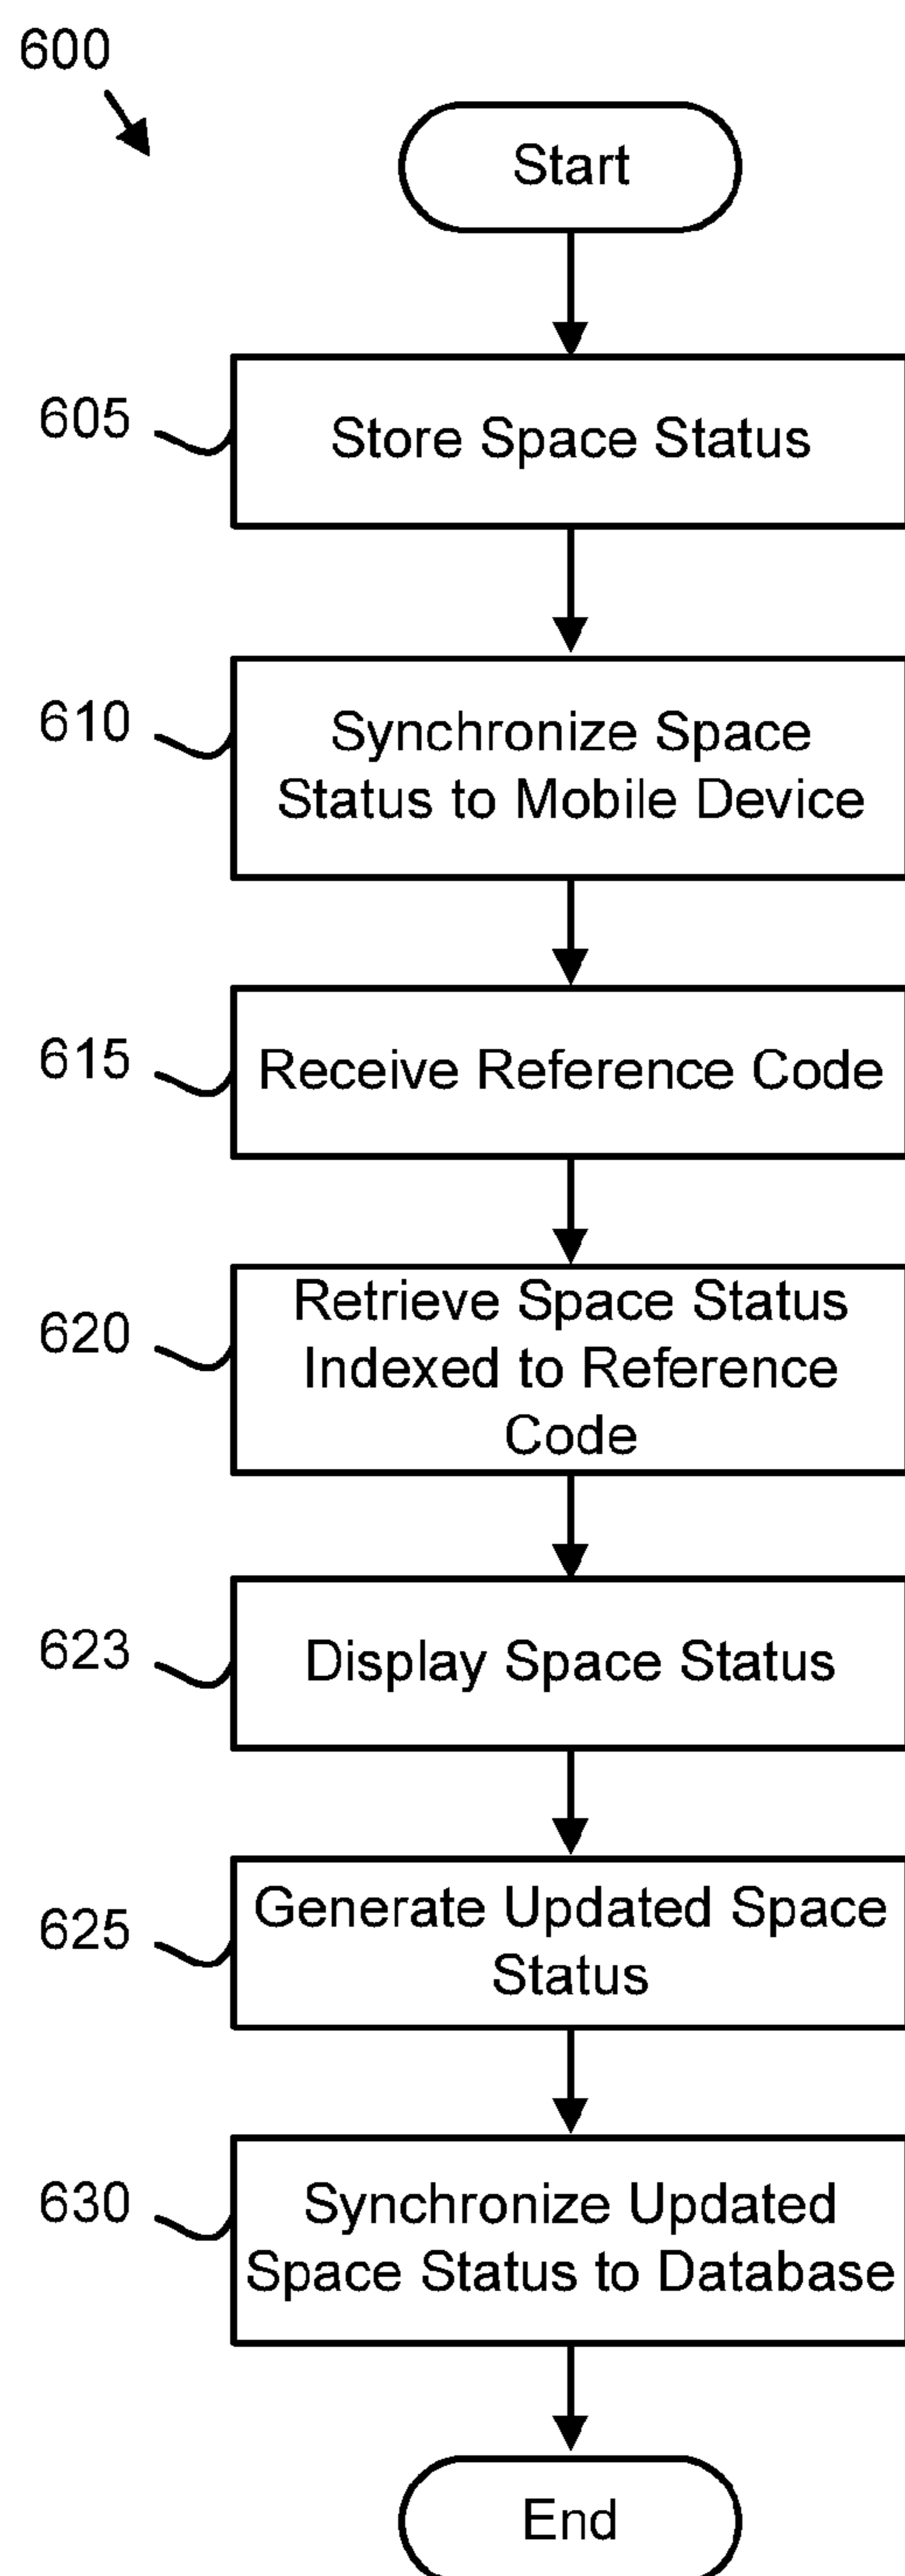 600
Start
605
Store Space Status
610
Synchronize Space
Status to Mobile Device
615
Receive Reference Code
620
Retrieve Space Status
Indexed to Reference
Code
623
Display Space Status
625
Generate Updated Space
Status
630
Synchronize Updated
Space Status to Database
End